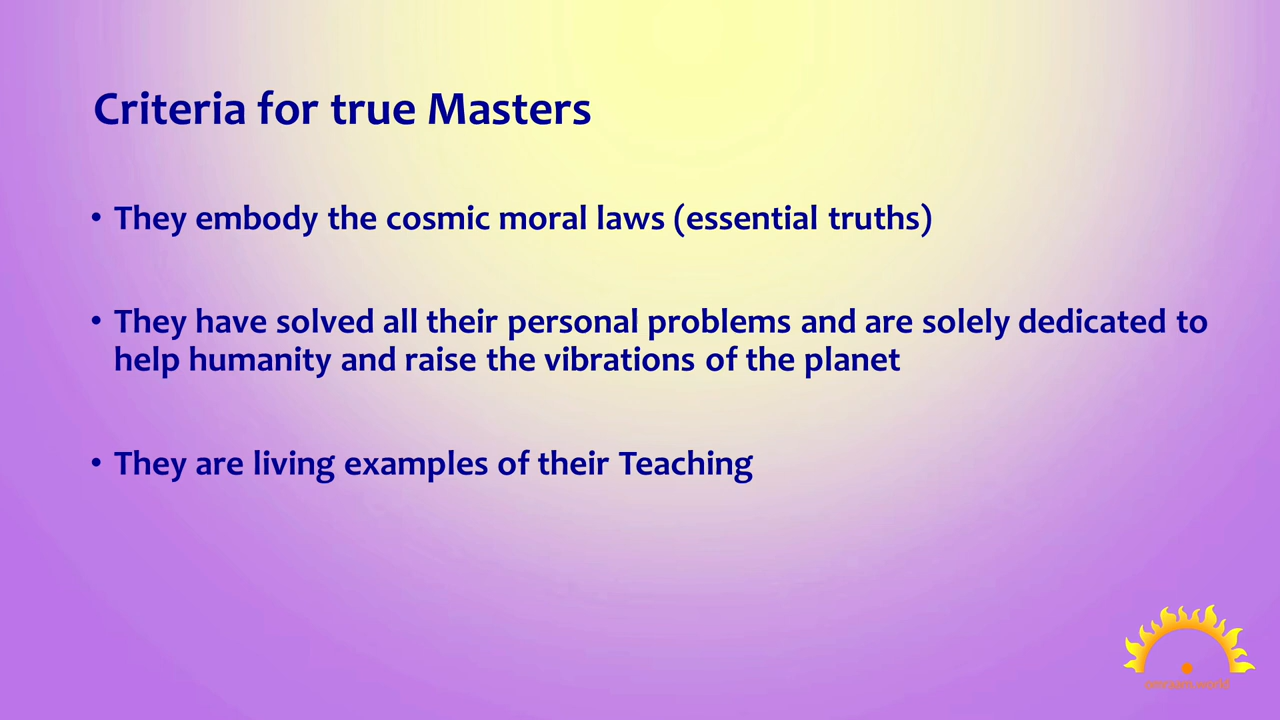 Criteria for true Masters
• They embody the cosmic moral laws (essential truths)
• They have solved all their personal problems and are solely dedicated to
help humanity and raise the vibrations of the planet
• They are living examples of their Teaching